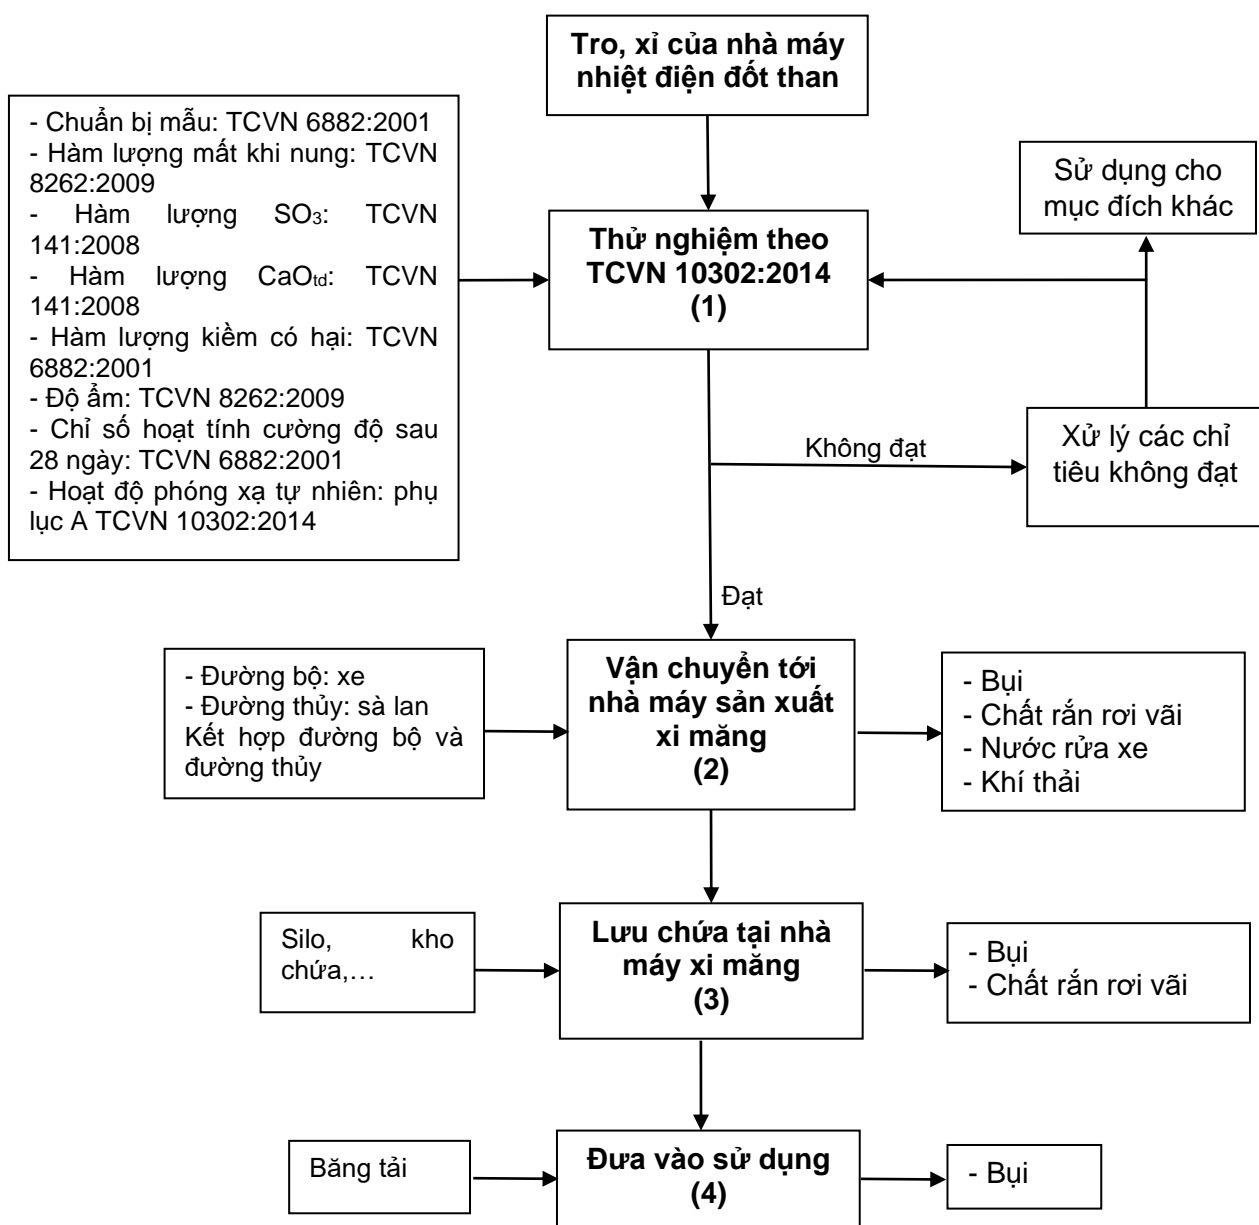 Tro, xỉ của nhà máy
nhiệt điện đốt than
- Chuẩn bị mẫu: TCVN 6882:2001
- Hàm lượng mất khi nung: TCVN
8262:2009
- Hàm lượng SO₃: TCVN
141:2008
- Hàm lượng CaOtd: TCVN
141:2008
- Hàm lượng kiềm có hại: TCVN
6882:2001
- Độ ẩm: TCVN 8262:2009
- Chỉ số hoạt tính cường độ sau
28 ngày: TCVN 6882:2001
- Hoạt độ phóng xạ tự nhiên: phụ
lục A TCVN 10302:2014
Thử nghiệm theo
TCVN 10302:2014
(1)
Sử dụng cho
mục đích khác
Không đạt
Xử lý các chỉ
tiêu không đạt
Đạt
- Đường bộ: xe
- Đường thủy: sà lan
Kết hợp đường bộ và
đường thủy
Vận chuyển tới
nhà máy sản xuất
xi măng
(2)
- Bụi
- Chất rắn rơi vãi
- Nước rửa xe
- Khí thải
Silo, kho
chứa,…
Lưu chứa tại nhà
máy xi măng
(3)
- Bụi
- Chất rắn rơi vãi
Băng tải
Đưa vào sử dụng
(4)
- Bụi